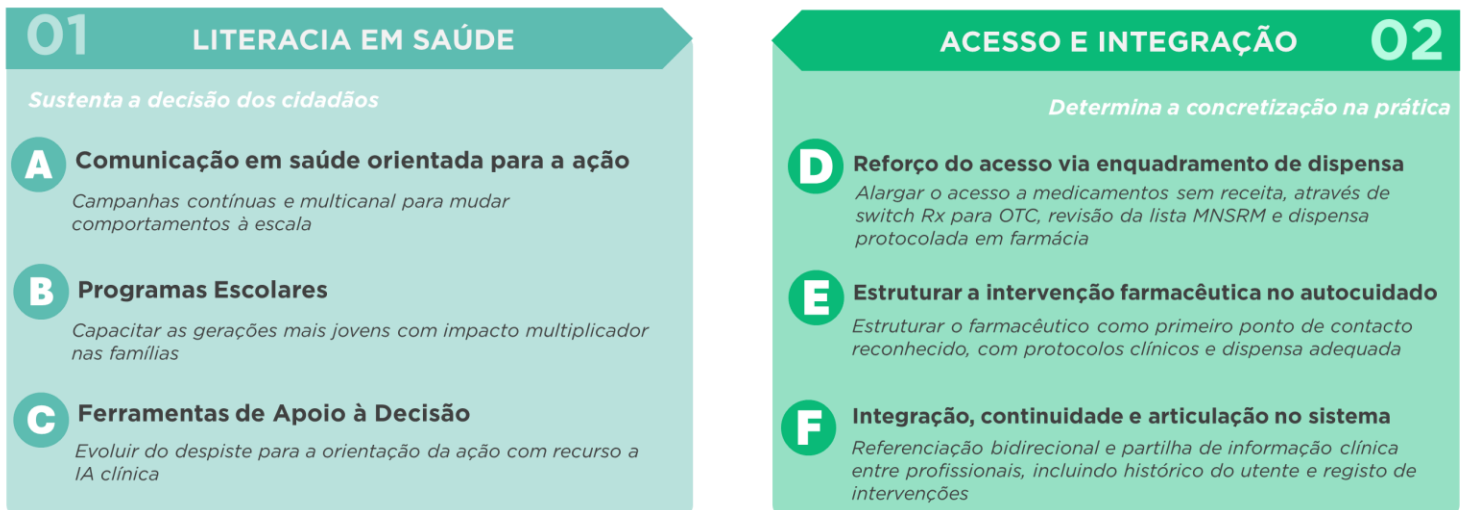 01
LITERACIA EM SAÚDE
Sustenta a decisão dos cidadãos
A
Comunicação em saúde orientada para a ação
Campanhas contínuas e multicanal para mudar
comportamentos à escala
B
Programas Escolares
Capacitar as gerações mais jovens com impacto multiplicador
nas famílias
C
Ferramentas de Apoio à Decisão
Evoluir do despiste para a orientação da ação com recurso a
IA clínica
ACESSO E INTEGRAÇÃO
02
Determina a concretização na prática
D
Reforço do acesso via enquadramento de dispensa
Alargar o acesso a medicamentos sem receita, através de
switch Rx para OTC, revisão da lista MNSRM e dispensa
protocolada em farmácia
E
Estruturar a intervenção farmacêutica no autocuidado
Estruturar o farmacêutico como primeiro ponto de contacto
reconhecido, com protocolos clínicos e dispensa adequada
F
Integração, continuidade e articulação no sistema
Referenciação bidirecional e partilha de informação clínica
entre profissionais, incluindo histórico do utente e registo de
intervenções